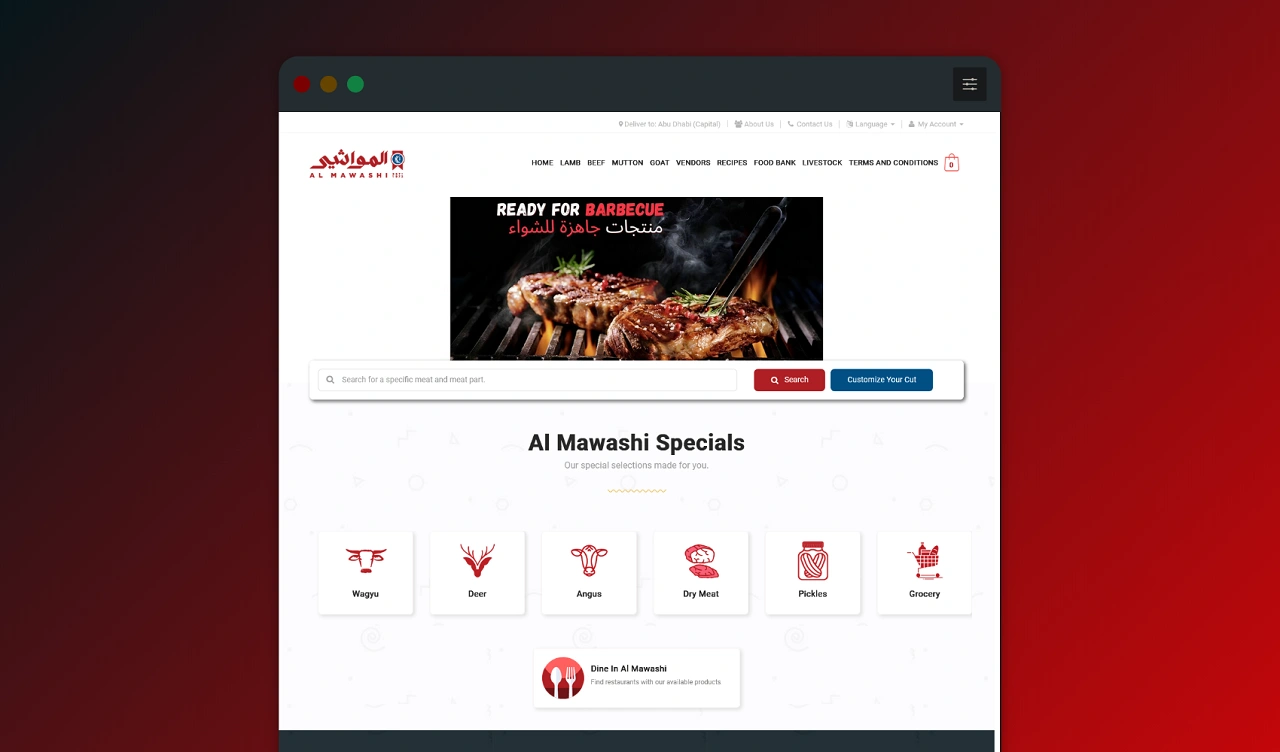 Deliver to: Abu Dhabi (Capital) About Us Contact Us Language My Account
المواشي
AL MAWASHI
HOME LAMB BEEF MUTTON GOAT VENDORS RECIPES FOOD BANK LIVESTOCK TERMS AND CONDITIONS 0
READY FOR BARBECUE
منتجات جاهزة للشواء
Search for a specific meat and meat part. Search Customize Your Cut
Al Mawashi Specials
Our special selections made for you.
Wagyu Deer Angus Dry Meat Pickles Grocery
Dine In Al Mawashi
Find restaurants with our available products